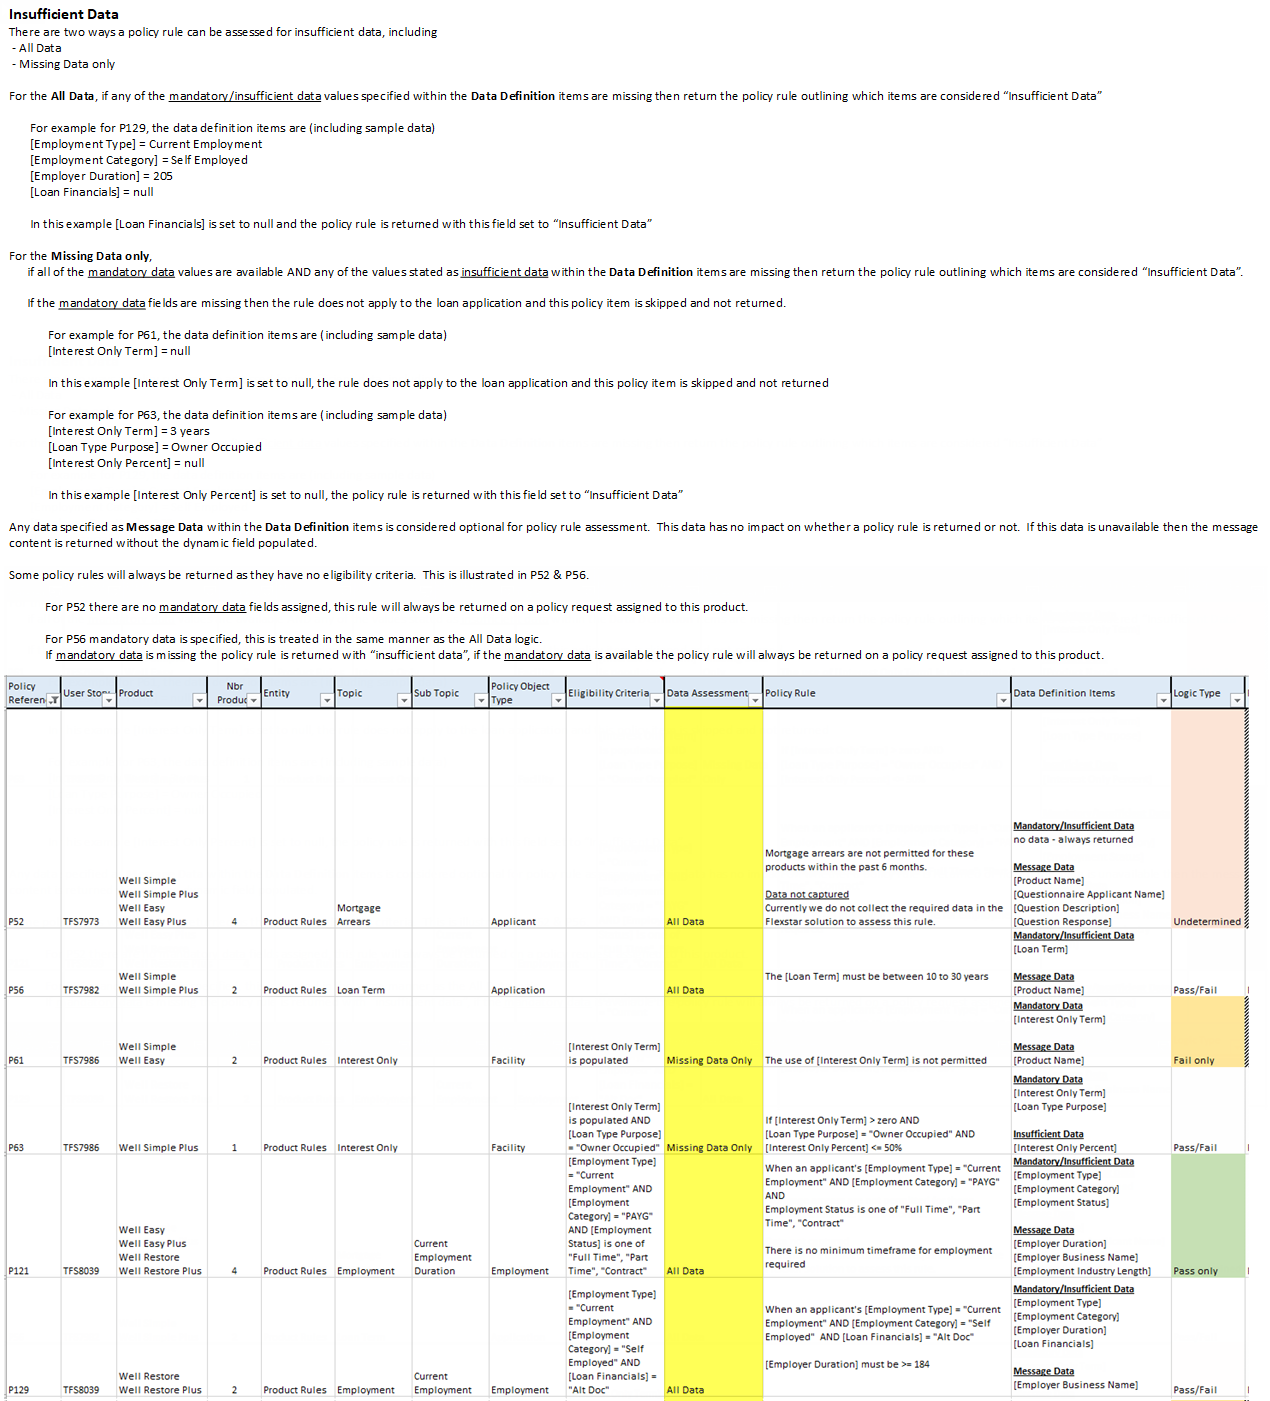 Insufficient Data
There are two ways a policy rule can be assessed for insufficient data, including
- All Data
- Missing Data only
For the All Data, if any of the mandatory/insufficient data values specified within the Data Definition items are missing then return the policy rule outlining which items are considered “Insufficient Data”
For example for P129, the data definition items are (including sample data)
[Employment Type] = Current Employment
[Employment Category] = Self Employed
[Employer Duration] = 205
[Loan Financials] = null
In this example [Loan Financials] is set to null and the policy rule is returned with this field set to “Insufficient Data”
For the Missing Data only,
if all of the mandatory data values are available AND any of the values stated as insufficient data within the Data Definition items are missing then return the policy rule outlining which items are considered “Insufficient Data”.
If the mandatory data fields are missing then the rule does not apply to the loan application and this policy item is skipped and not returned.
For example for P61, the data definition items are (including sample data)
[Interest Only Term] = null
In this example [Interest Only Term] is set to null, the rule does not apply to the loan application and this policy item is skipped and not returned
For example for P63, the data definition items are (including sample data)
[Interest Only Term] = 3 years
[Loan Type Purpose] = Owner Occupied
[Interest Only Percent] = null
In this example [Interest Only Percent] is set to null, the policy rule is returned with this field set to “Insufficient Data”
Any data specified as Message Data within the Data Definition items is considered optional for policy rule assessment. This data has no impact on whether a policy rule is returned or not. If this data is unavailable then the message
content is returned without the dynamic field populated.
Some policy rules will always be returned as they have no eligibility criteria. This is illustrated in P52 & P56.
For P52 there are no mandatory data fields assigned, this rule will always be returned on a policy request assigned to this product.
For P56 mandatory data is specified, this is treated in the same manner as the All Data logic.
If mandatory data is missing the policy rule is returned with “insufficient data”, if the mandatory data is available the policy rule will always be returned on a policy request assigned to this product.
Policy
Referen
User Stor
Product
Nbr
Produc
Entity
Topic
Sub Topic
Policy Object
Type
Eligibility Criteria
Data Assessment
Policy Rule
Data Definition Items
Logic Type
P52
TFS7973
Well Simple
Well Simple Plus
Well Easy
Well Easy Plus
4
Product Rules
Mortgage
Arrears
Applicant
All Data
Mortgage arrears are not permitted for these
products within the past 6 months.
Data not captured
Currently we do not collect the required data in the
Flexstar solution to assess this rule.
Mandatory/Insufficient Data
no data - always returned
Message Data
[Product Name]
[Questionnaire Applicant Name]
[Question Description]
[Question Response]
Undetermined
P56
TFS7982
Well Simple
Well Simple Plus
2
Product Rules
Loan Term
Application
All Data
The [Loan Term] must be between 10 to 30 years
Mandatory/Insufficient Data
[Loan Term]
Message Data
[Product Name]
Pass/Fail
P61
TFS7986
Well Simple
Well Easy
2
Product Rules
Interest Only
Facility
[Interest Only Term]
is populated
Missing Data Only
The use of [Interest Only Term] is not permitted
Mandatory Data
[Interest Only Term]
Message Data
[Product Name]
Fail only
P63
TFS7986
Well Simple Plus
1
Product Rules
Interest Only
Facility
[Interest Only Term]
is populated AND
[Loan Type Purpose]
= "Owner Occupied"
Missing Data Only
If [Interest Only Term] > zero AND
[Loan Type Purpose] = "Owner Occupied" AND
[Interest Only Percent] <= 50%
Mandatory Data
[Interest Only Term]
[Loan Type Purpose]
Insufficient Data
[Interest Only Percent]
Pass/Fail
P121
TFS8039
Well Easy
Well Easy Plus
Well Restore
Well Restore Plus
4
Product Rules
Employment
Current
Employment
Duration
Employment
[Employment Type]
= "Current
Employment" AND
[Employment
Category] = "PAYG"
AND [Employment
Status] is one of
"Full Time", "Part
Time", "Contract"
All Data
When an applicant's [Employment Type] = "Current
Employment" AND [Employment Category] = "PAYG"
AND
Employment Status is one of "Full Time", "Part
Time", "Contract"
There is no minimum timeframe for employment
required
Mandatory/Insufficient Data
[Employment Type]
[Employment Category]
[Employment Status]
Message Data
[Employer Duration]
[Employer Business Name]
[Employment Industry Length]
Pass only
P129
TFS8039
Well Restore
Well Restore Plus
2
Product Rules
Employment
Current
Employment
Employment
[Employment Type]
= "Current
Employment" AND
[Employment
Category] = "Self
Employed" AND
[Loan Financials] =
"Alt Doc"
All Data
When an applicant's [Employment Type] = "Current
Employment" AND [Employment Category] = "Self
Employed" AND [Loan Financials] = "Alt Doc"
[Employer Duration] must be >= 184
Mandatory/Insufficient Data
[Employment Type]
[Employment Category]
[Employer Duration]
[Loan Financials]
Message Data
[Employer Business Name]
Pass/Fail